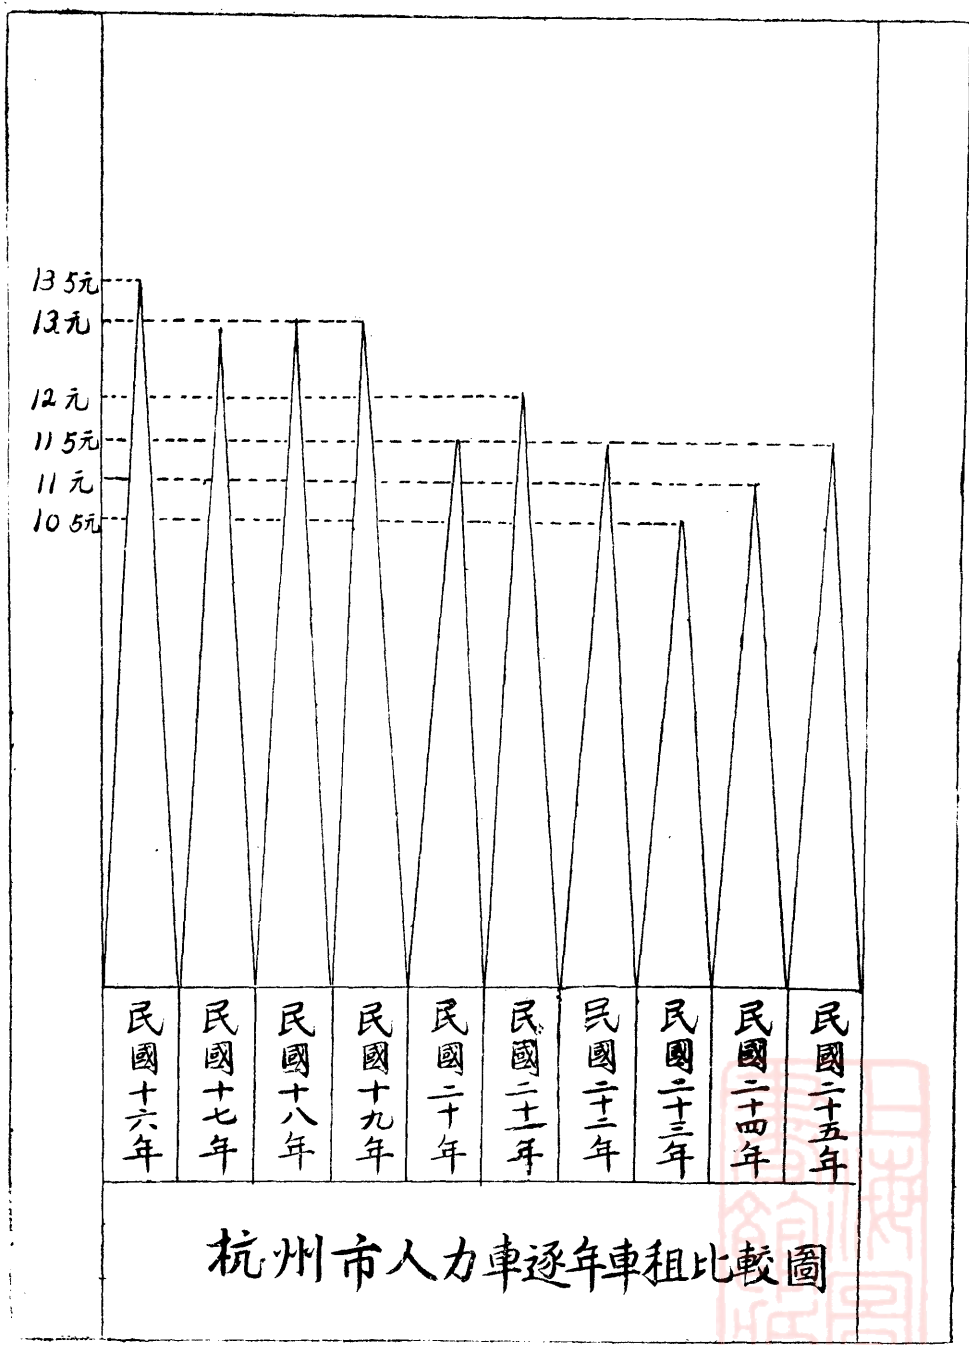 13 5元
13元
12元
11 5元
11元
10 5元
民國十六年
民國十七年
民國十八年
民國十九年
民國二十年
民國二十一年
民國二十二年
民國二十三年
民國二十四年
民國二十五年
杭州市人力車逐年車租比較圖